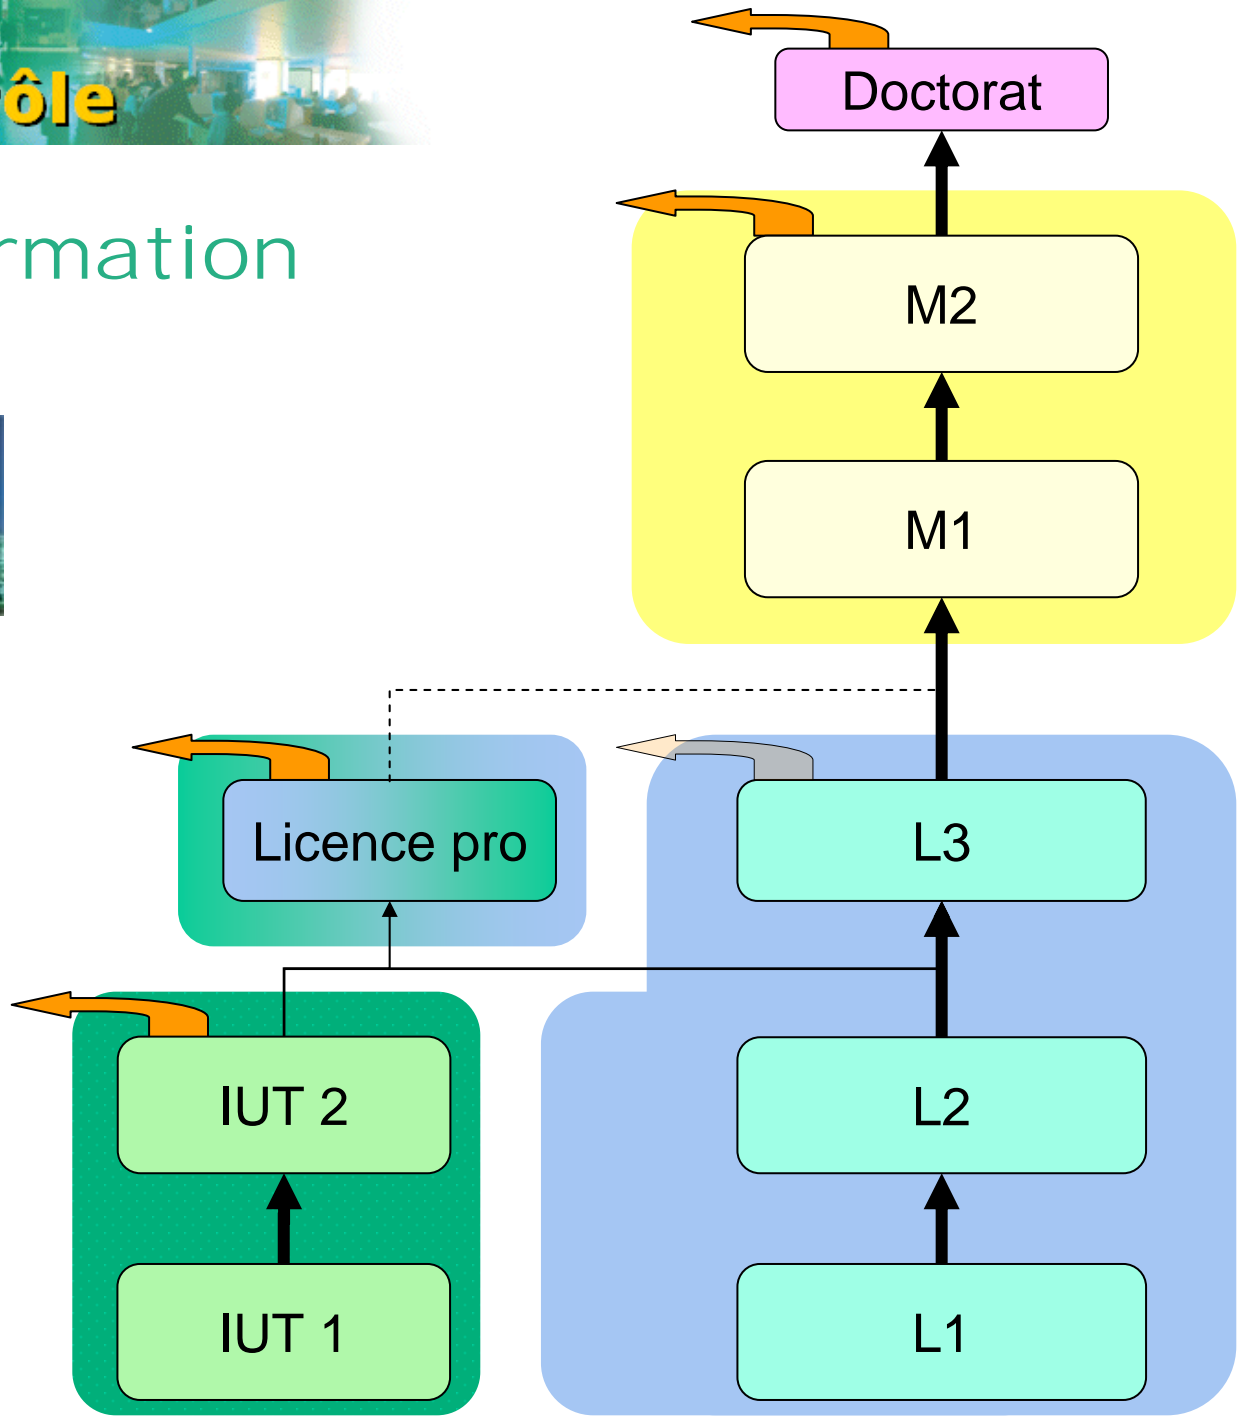 ôle
Doctorat
rmation
M2
M1
Licence pro
L3
IUT 2
L2
IUT 1
L1